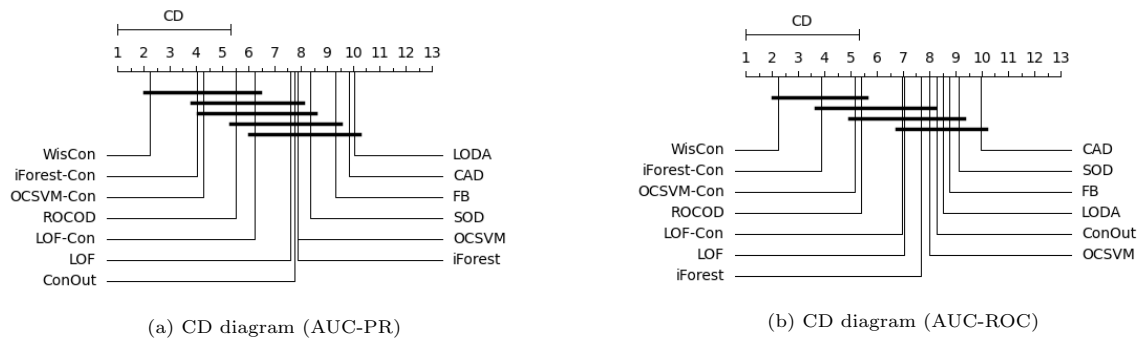 CD
1 2 3 4 5 6 7 8 9 10 11 12 13
WisCon
iForest-Con
OCSVM-Con
ROCOD
LOF-Con
LOF
ConOut
LODA
CAD
FB
SOD
OCSVM
iForest
(a) CD diagram (AUC-PR)
CD
1 2 3 4 5 6 7 8 9 10 11 12 13
WisCon
iForest-Con
OCSVM-Con
ROCOD
LOF-Con
LOF
iForest
CAD
SOD
FB
LODA
ConOut
OCSVM
(b) CD diagram (AUC-ROC)